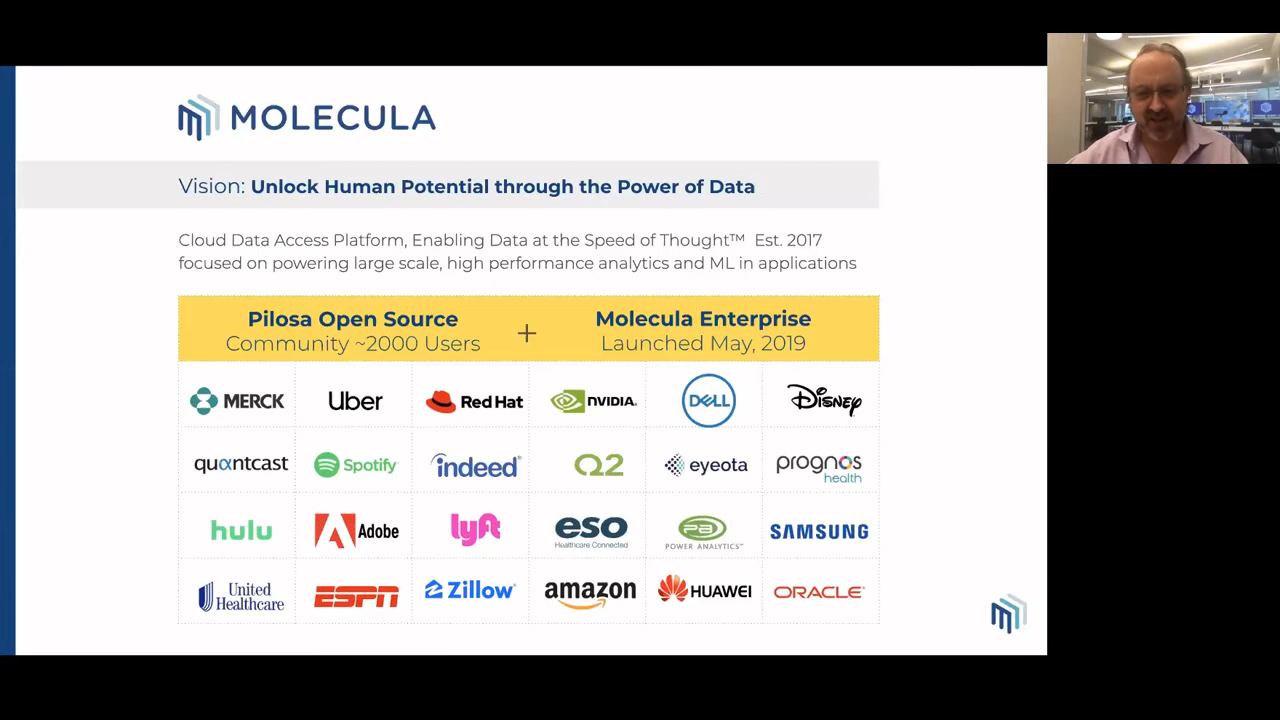 MOLECULA
Vision: Unlock Human Potential through the Power of Data
Cloud Data Access Platform, Enabling Data at the Speed of Thought™ Est. 2017
focused on powering large scale, high performance analytics and ML in applications
Pilosa Open Source
Community ~2000 Users
+
Molecula Enterprise
Launched May, 2019
MERCK
Uber
Red Hat
NVIDIA.
DELL
Disney
quantcast
Spotify
indeed
Q2
eyeota
prognos
health
hulu
Adobe
lyft
eso
Healthcare Connected
PA
POWER ANALYTICS™
SAMSUNG
United
Healthcare
ESPN
Zillow
amazon
HUAWEI
ORACLE